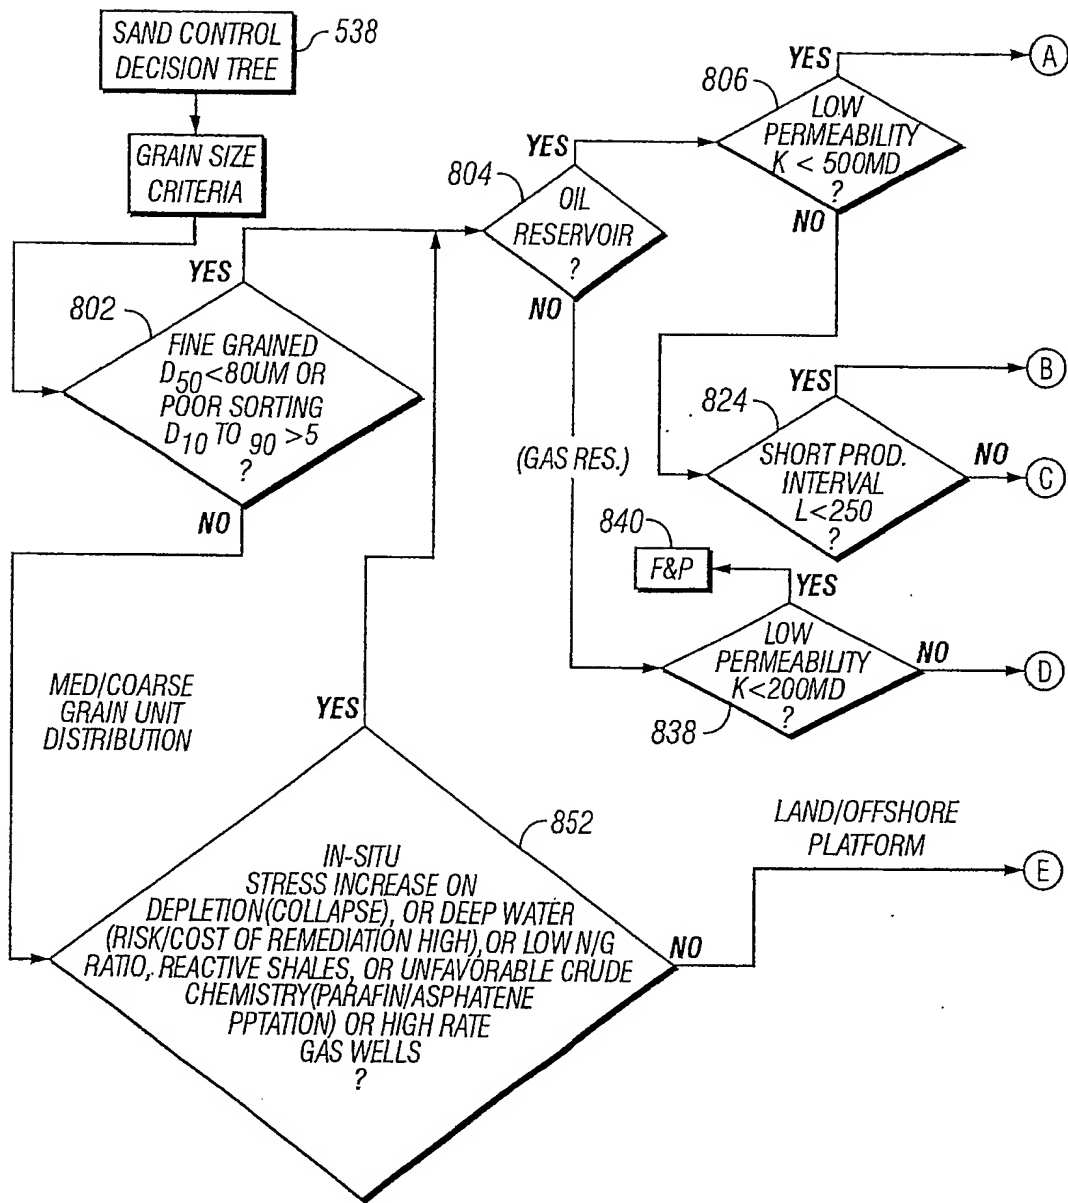 SAND CONTROL
DECISION TREE
538
GRAIN SIZE
CRITERIA
YES
802
FINE GRAINED
D50<80UM OR
POOR SORTING
D10 TO 90 >5
?
NO
YES
804
OIL
RESERVOIR
?
NO
(GAS RES.)
YES
806
LOW
PERMEABILITY
K < 500MD
?
NO
A
YES
824
SHORT PROD.
INTERVAL
L<250
?
NO
B
C
840
F&P
YES
LOW
PERMEABILITY
K<200MD
?
838
NO
D
MED/COARSE
GRAIN UNIT
DISTRIBUTION
YES
852
IN-SITU
STRESS INCREASE ON
DEPLETION(COLLAPSE), OR DEEP WATER
(RISK/COST OF REMEDIATION HIGH),OR LOW N/G
RATIO, REACTIVE SHALES, OR UNFAVORABLE CRUDE
CHEMISTRY(PARAFIN/ASPHATENE
PPTATION) OR HIGH RATE
GAS WELLS
?
NO
LAND/OFFSHORE
PLATFORM
E